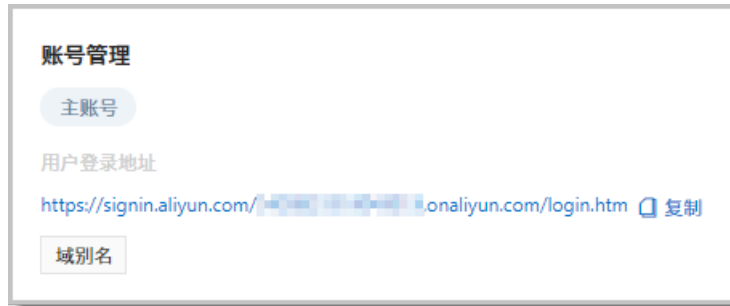 账号管理
主账号
用户登录地址
https://signin.aliyun.com/ .onaliyun.com/login.htm 复制
域别名